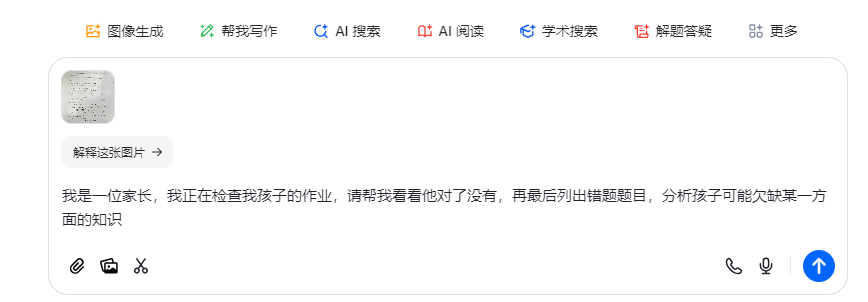 图像生成 帮我写作 AI 搜索 AI 阅读 学术搜索 解题答疑 更多
解释这张图片 →
我是一位家长，我正在检查我孩子的作业，请帮我看看他对了没有，再最后列出错题题目，分析孩子可能欠缺某一方
面的知识